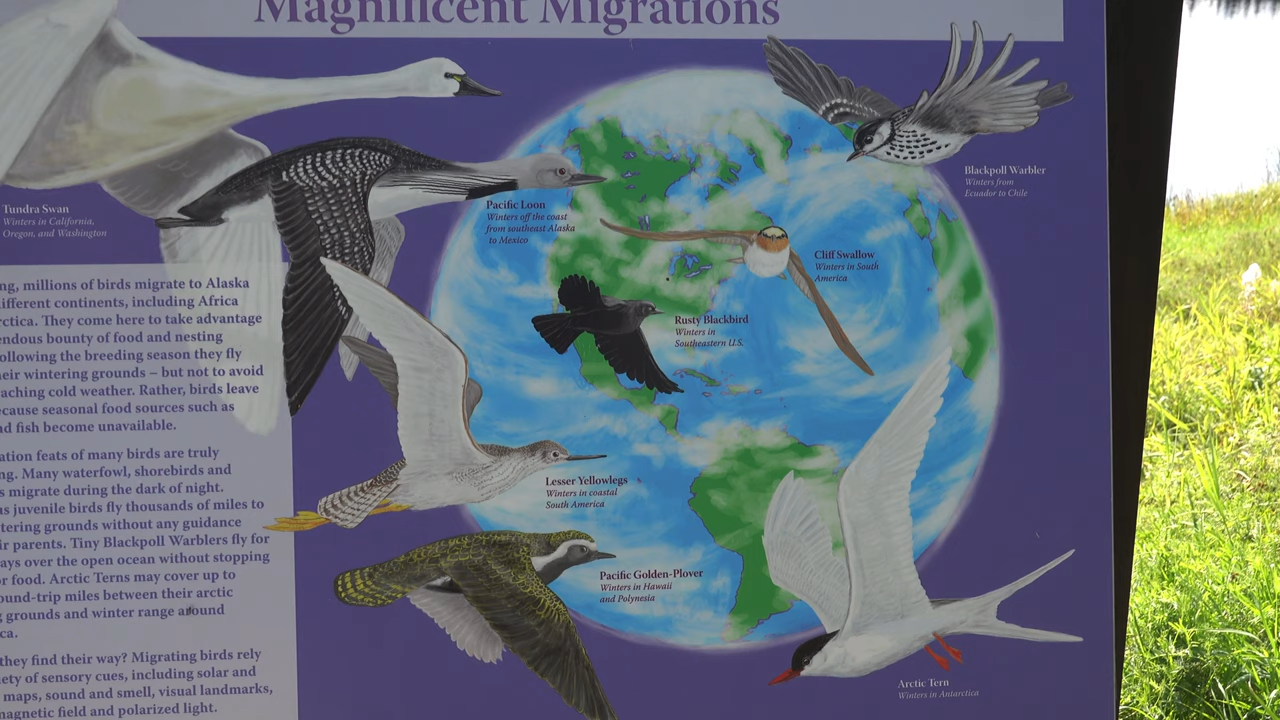 Magnificent Migrations
Tundra Swan
Winters in California,
Oregon, and Washington
Pacific Loon
Winters off the coast
from southeast Alaska
to Mexico
Blackpoll Warbler
Winters from
Ecuador to Chile
Cliff Swallow
Winters in South
America
Rusty Blackbird
Winters in
Southeastern U.S.
Lesser Yellowlegs
Winters in coastal
South America
Pacific Golden-Plover
Winters in Hawaii
and Polynesia
Arctic Tern
Winters in Antarctica
ng, millions of birds migrate to Alaska
ifferent continents, including Africa
rctica. They come here to take advantage
endous bounty of food and nesting
ollowing the breeding season they fly
heir wintering grounds – but not to avoid
aching cold weather. Rather, birds leave
ecause seasonal food sources such as
nd fish become unavailable.
ation feats of many birds are truly
ng. Many waterfowl, shorebirds and
s migrate during the dark of night.
us juvenile birds fly thousands of miles to
tering grounds without any guidance
ir parents. Tiny Blackpoll Warblers fly for
ays over the open ocean without stopping
or food. Arctic Terns may cover up to
ound-trip miles between their arctic
g grounds and winter range around
ca.
they find their way? Migrating birds rely
ety of sensory cues, including solar and
maps, sound and smell, visual landmarks,
magnetic field and polarized light.